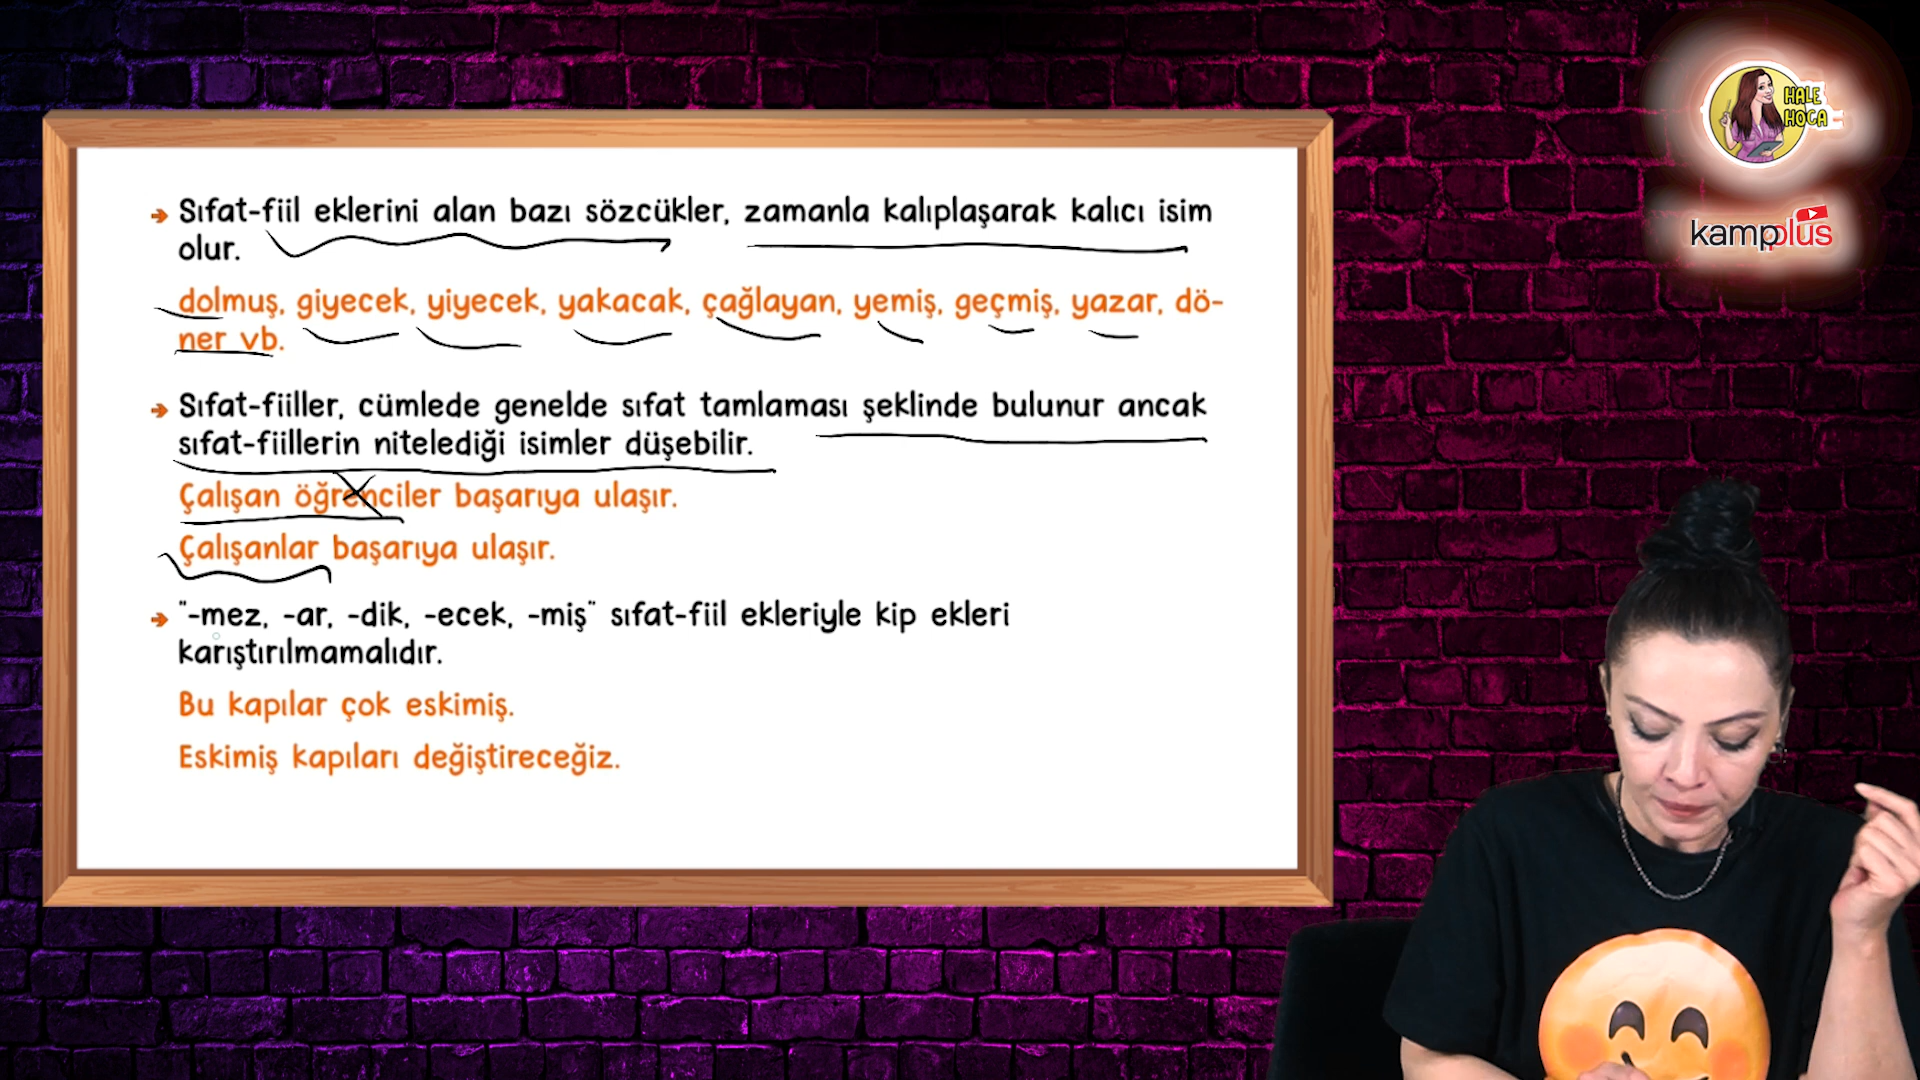 HALE
HOCA
kampplus
Sıfat-fiil eklerini alan bazı sözcükler, zamanla kalıplaşarak kalıcı isim
olur.
dolmuş, giyecek, yiyecek, yakacak, çağlayan, yemiş, geçmiş, yazar, dö-
ner vb.
Sıfat-fiiller, cümlede genelde sıfat tamlaması şeklinde bulunur ancak
sıfat-fiillerin nitelediği isimler düşebilir.
Çalışan öğrenciler başarıya ulaşır.
Çalışanlar başarıya ulaşır.
"-mez, -ar, -dik, -ecek, -miş" sıfat-fiil ekleriyle kip ekleri
karıştırılmamalıdır.
Bu kapılar çok eskimiş.
Eskimiş kapıları değiştireceğiz.